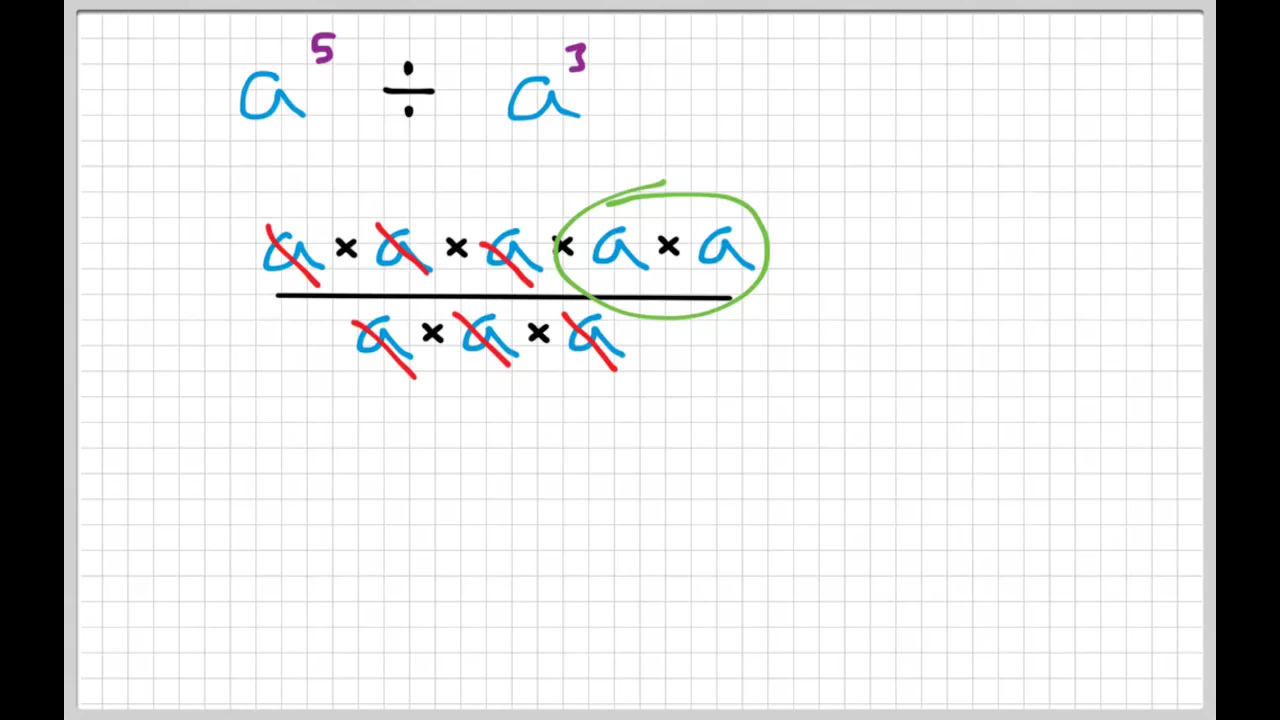 a⁵ ÷ a³
a × a × a × a × a
a × a × a